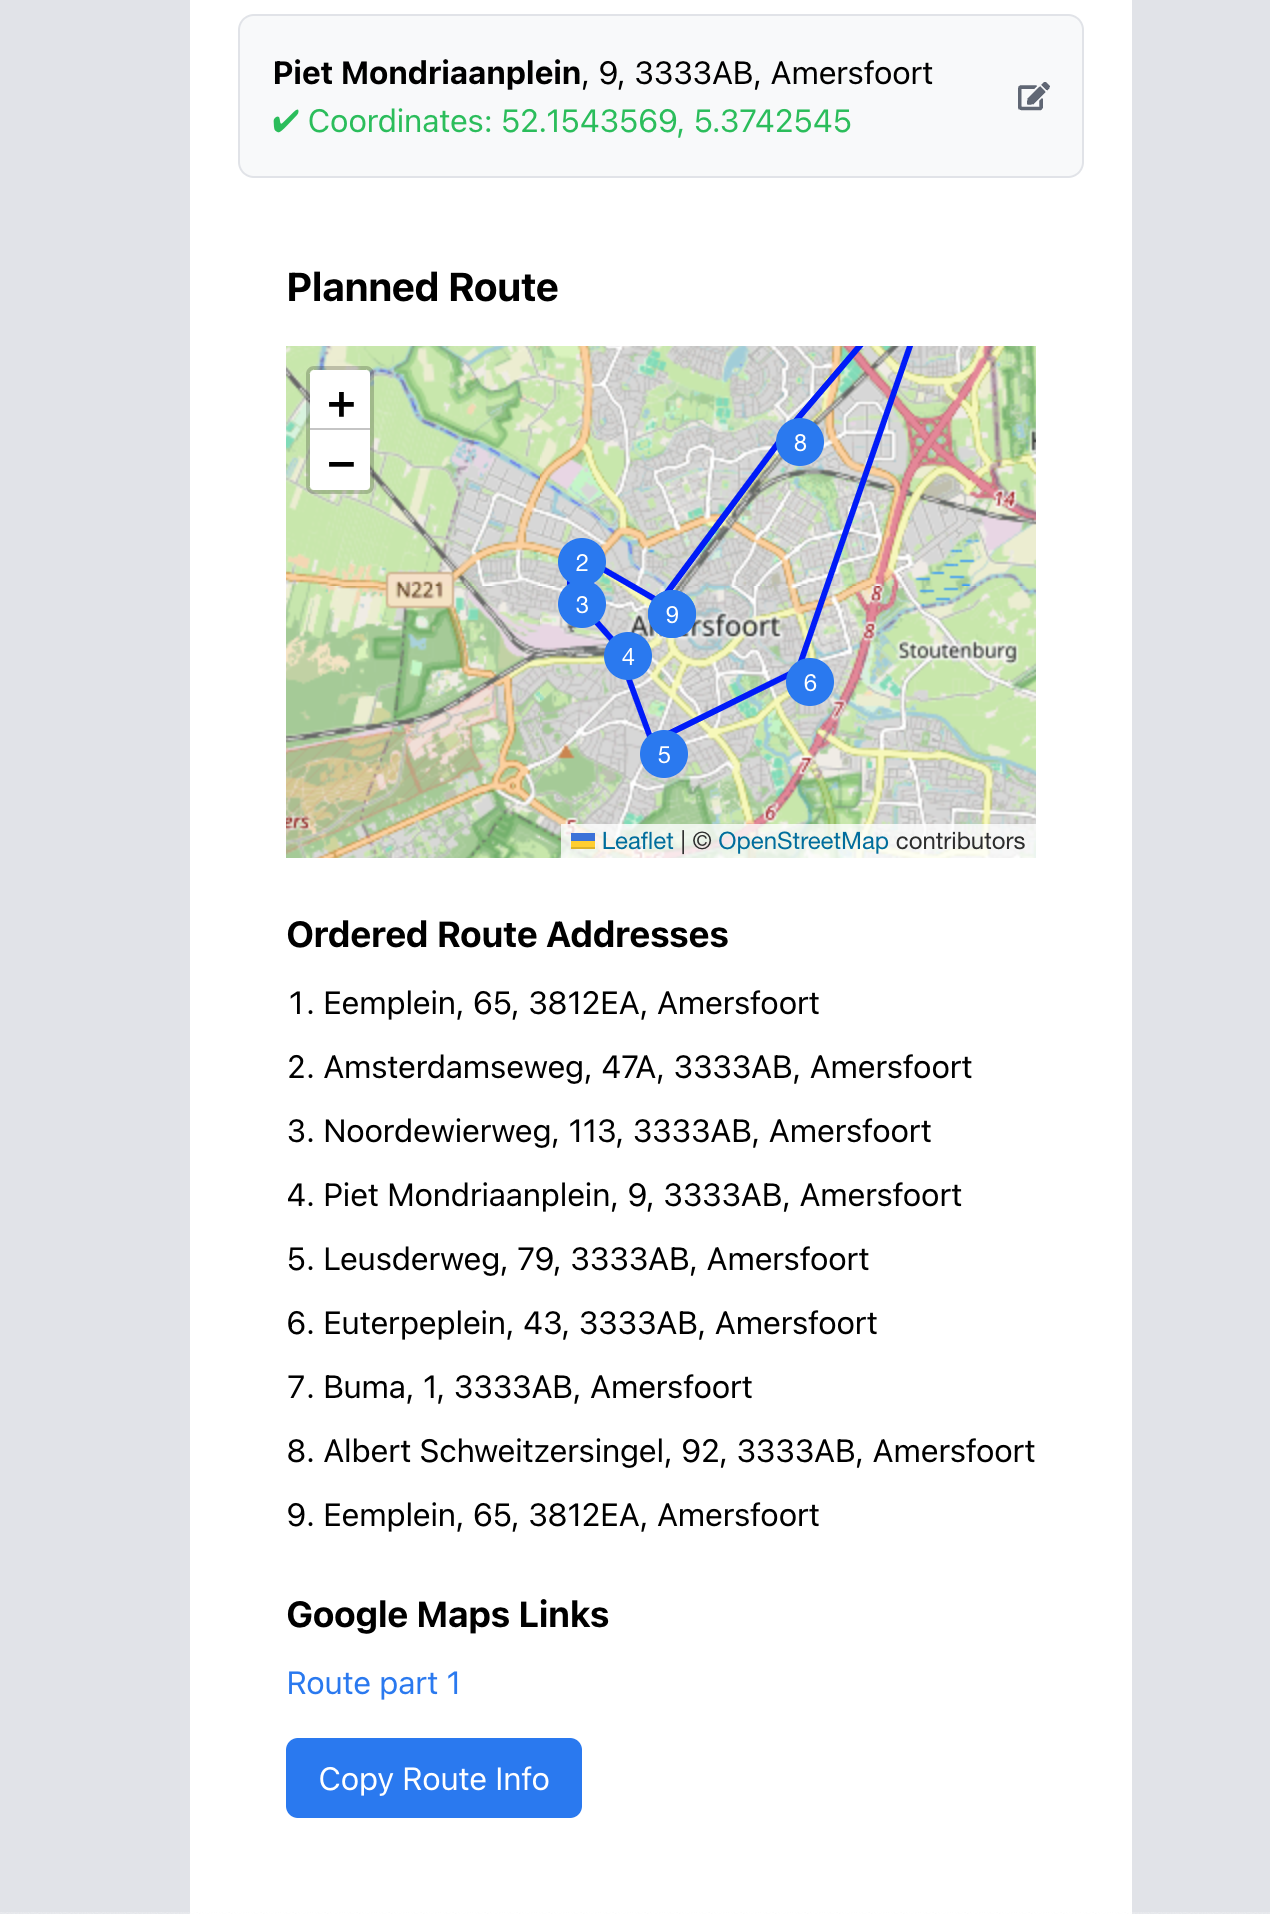 Piet Mondriaanplein, 9, 3333AB, Amersfoort
✔ Coordinates: 52.1543569, 5.3742545
Planned Route
+
−
8
14
2
N221
3
9
8
8
4
Stoutenburg
6
7
5
7
6
Leaflet | © OpenStreetMap contributors
Ordered Route Addresses
1. Eemplein, 65, 3812EA, Amersfoort
2. Amsterdamseweg, 47A, 3333AB, Amersfoort
3. Noordewierweg, 113, 3333AB, Amersfoort
4. Piet Mondriaanplein, 9, 3333AB, Amersfoort
5. Leusderweg, 79, 3333AB, Amersfoort
6. Euterpeplein, 43, 3333AB, Amersfoort
7. Buma, 1, 3333AB, Amersfoort
8. Albert Schweitzersingel, 92, 3333AB, Amersfoort
9. Eemplein, 65, 3812EA, Amersfoort
Google Maps Links
Route part 1
Copy Route Info